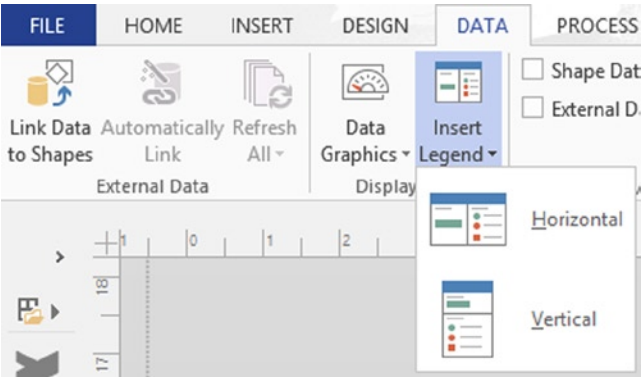 FILE HOME INSERT DESIGN DATA PROCESS
Link Data to Shapes
Automatically Link
Refresh All
Data Graphics
Insert Legend
Shape Dat
External D
External Data
Display
Horizontal
Vertical
1 0 1 2
18
17